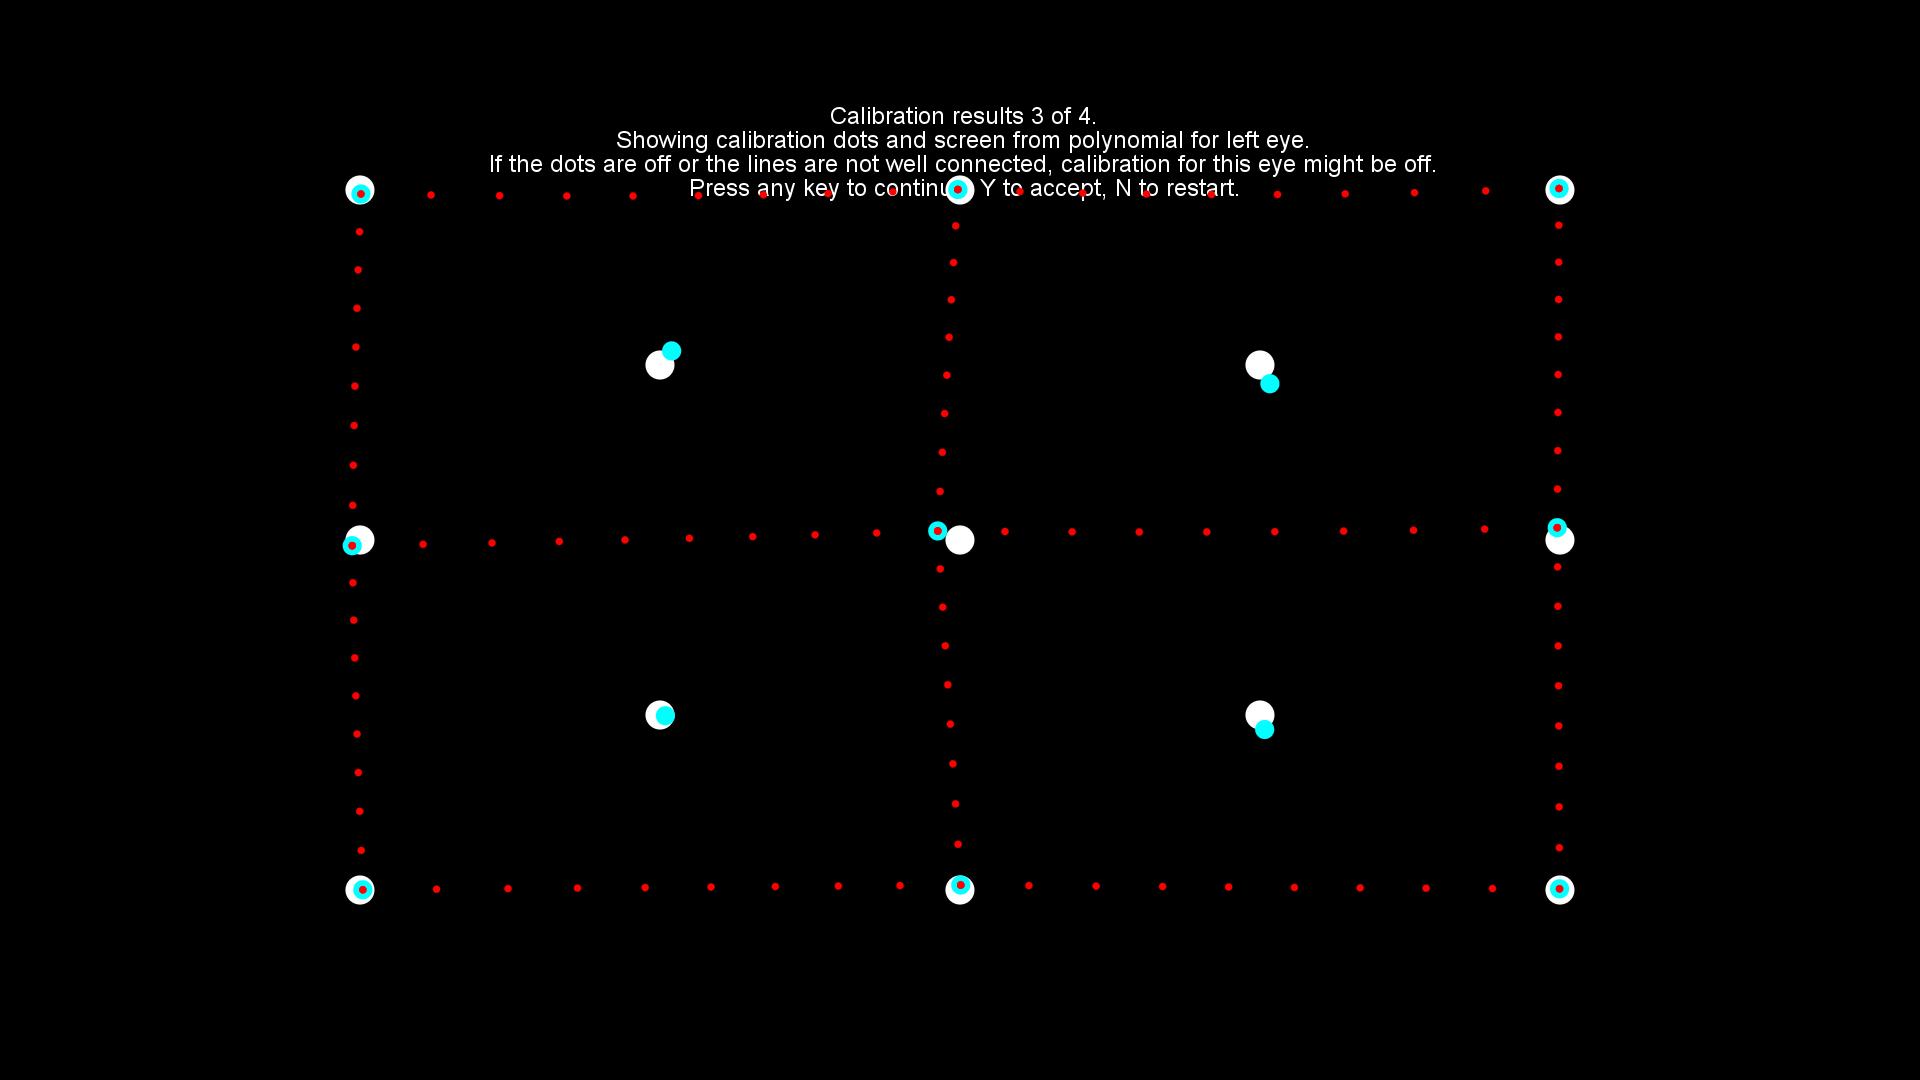 Calibration results 3 of 4.
Showing calibration dots and screen from polynomial for left eye.
If the dots are off or the lines are not well connected, calibration for this eye might be off.
Press any key to continue, Y to accept, N to restart.